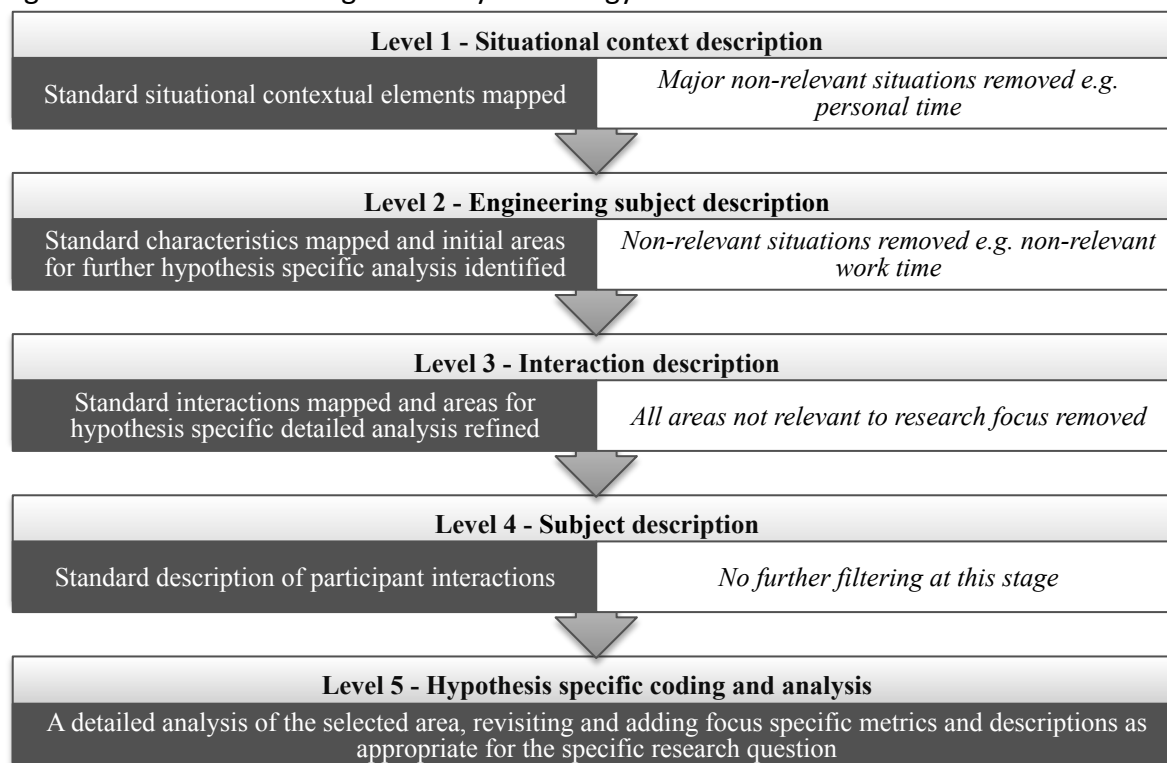 Level 1 - Situational context description
Standard situational contextual elements mapped
Major non-relevant situations removed e.g.
personal time
Level 2 - Engineering subject description
Standard characteristics mapped and initial areas
for further hypothesis specific analysis identified
Non-relevant situations removed e.g. non-relevant
work time
Level 3 - Interaction description
Standard interactions mapped and areas for
hypothesis specific detailed analysis refined
All areas not relevant to research focus removed
Level 4 - Subject description
Standard description of participant interactions
No further filtering at this stage
Level 5 - Hypothesis specific coding and analysis
A detailed analysis of the selected area, revisiting and adding focus specific metrics and descriptions as
appropriate for the specific research question